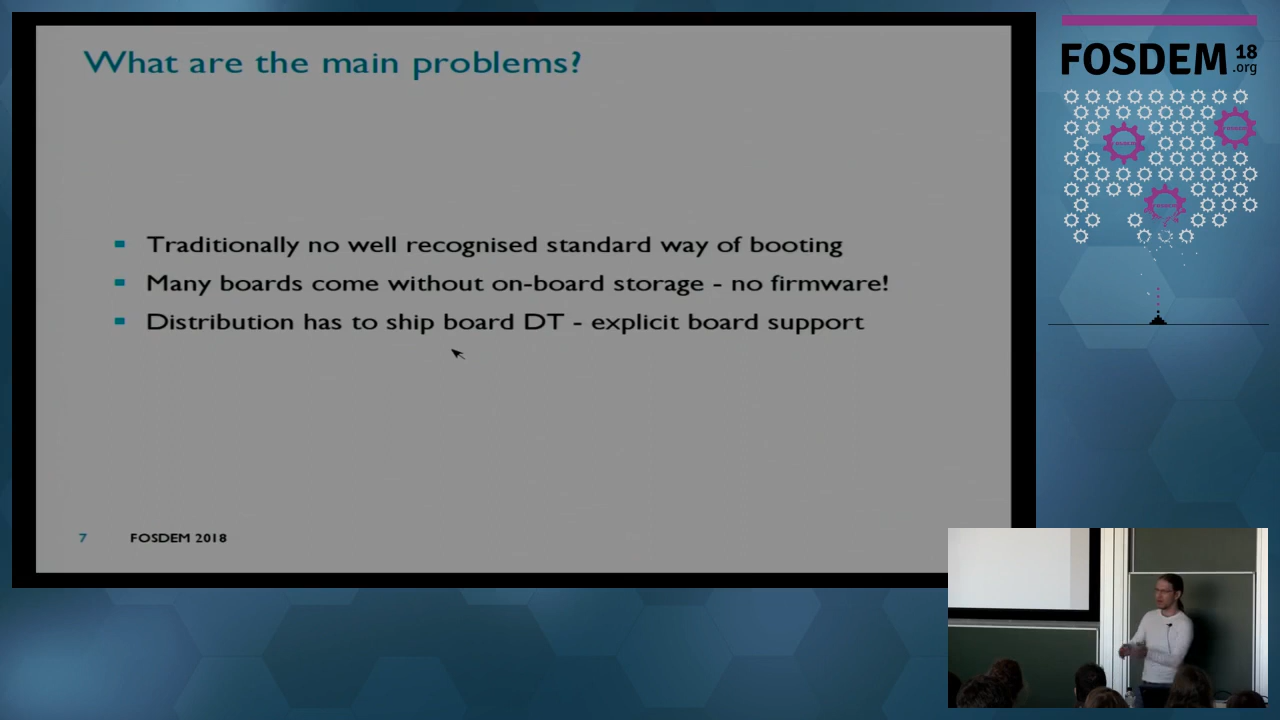 What are the main problems?
Traditionally no well recognised standard way of booting
Many boards come without on-board storage - no firmware!
Distribution has to ship board DT - explicit board support
7 FOSDEM 2018
FOSDEM 18 .org